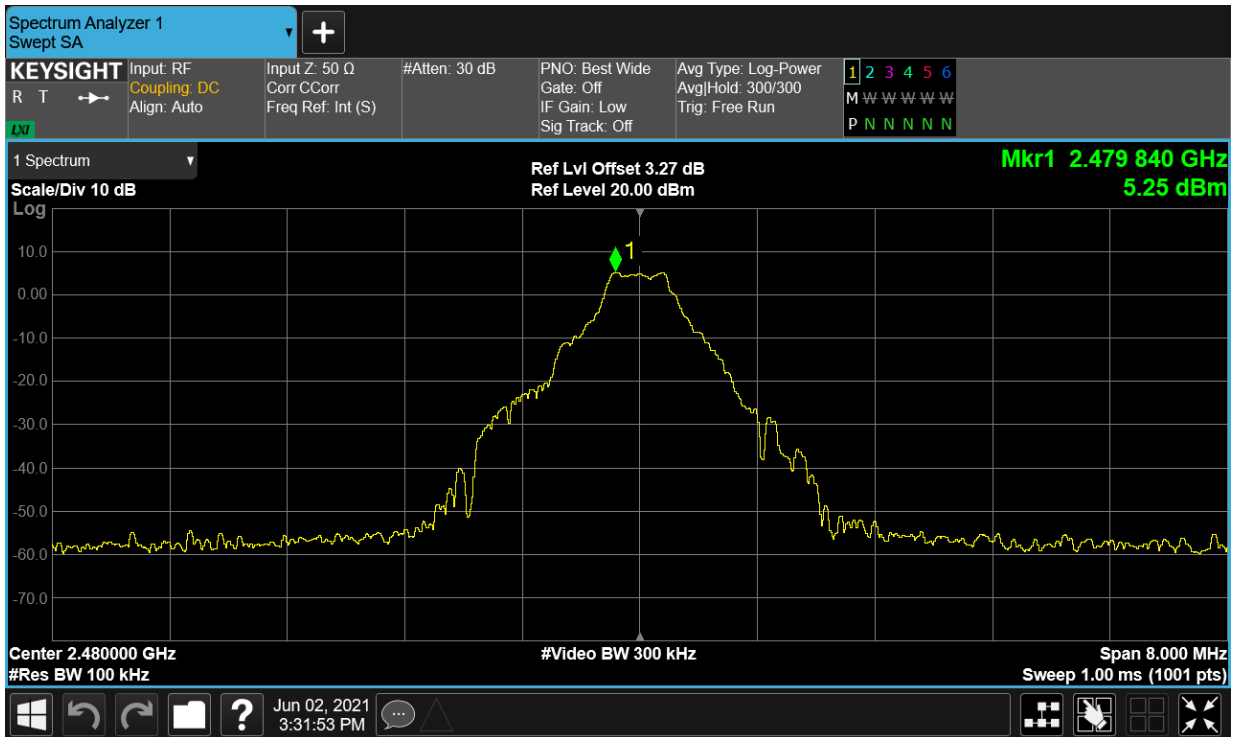 Spectrum Analyzer 1
Swept SA
▼
+
KEYSIGHT
R T
LXI
Input: RF
Coupling: DC
Align: Auto
Input Z: 50 Ω
Corr CCorr
Freq Ref: Int (S)
#Atten: 30 dB
PNO: Best Wide
Gate: Off
IF Gain: Low
Sig Track: Off
Avg Type: Log-Power
Avg|Hold: 300/300
Trig: Free Run
1 2 3 4 5 6
M W W W W W
P N N N N N
1 Spectrum ▼
Scale/Div 10 dB
Log
Ref Lvl Offset 3.27 dB
Ref Level 20.00 dBm
Mkr1 2.479 840 GHz
5.25 dBm
1
10.0
0.00
-10.0
-20.0
-30.0
-40.0
-50.0
-60.0
-70.0
Center 2.480000 GHz
#Video BW 300 kHz
Span 8.000 MHz
#Res BW 100 kHz
Sweep 1.00 ms (1001 pts)
?
Jun 02, 2021
3:31:53 PM